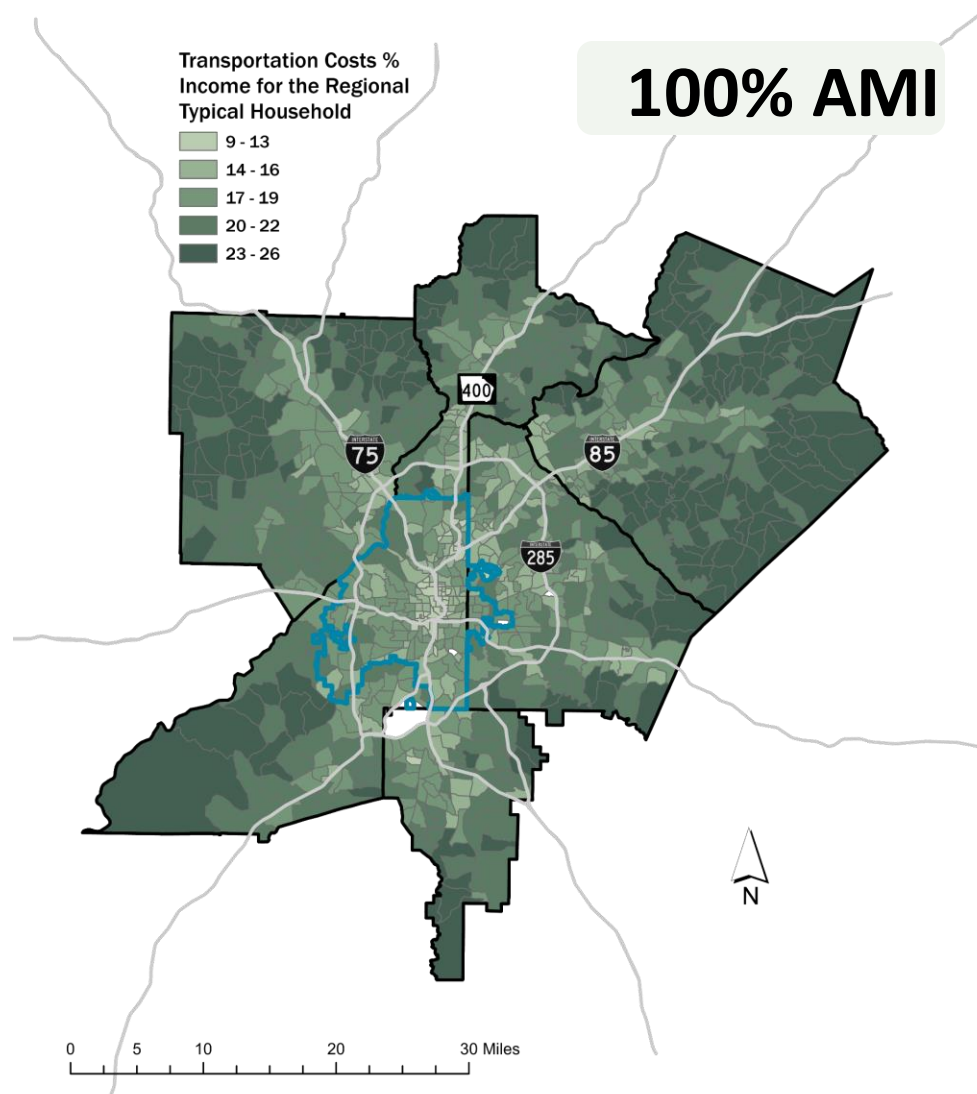 Transportation Costs %
Income for the Regional
Typical Household
9 - 13
14 - 16
17 - 19
20 - 22
23 - 26
100% AMI
400
INTERSTATE
75
INTERSTATE
85
INTERSTATE
285
N
0 5 10 20 30 Miles